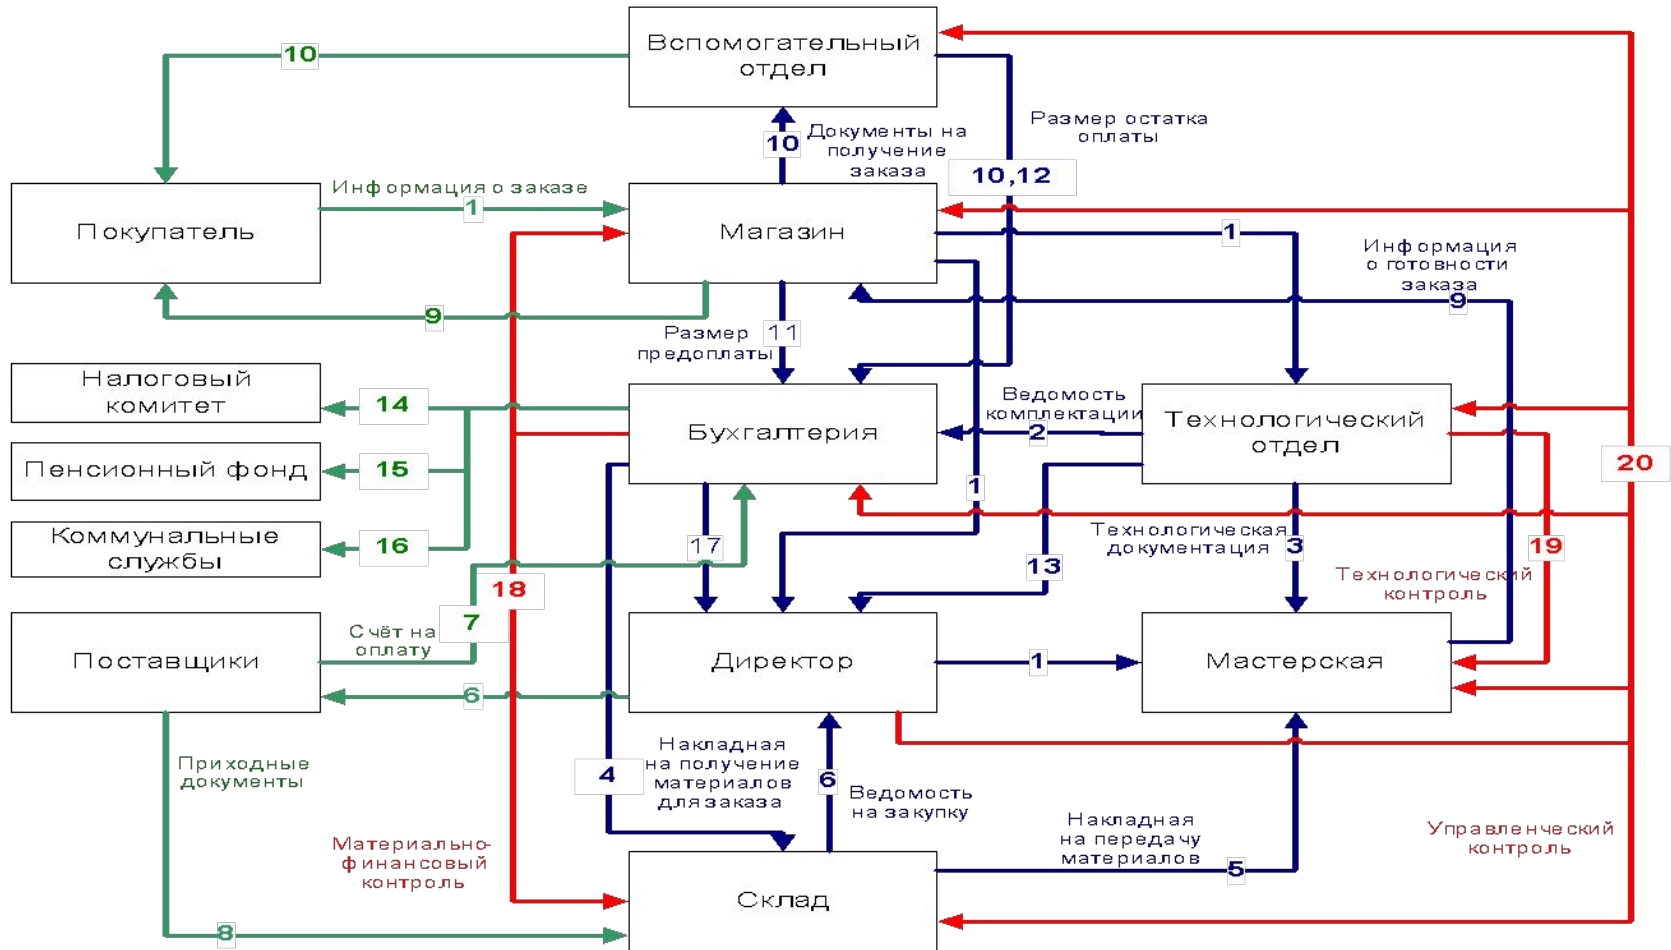 Вспомогательный
отдел
10
10
Документы на
получение
заказа
Размер остатка
оплаты
10,12
Покупатель
Информация о заказе
1
Магазин
1
Информация
о готовности
заказа
9
9
Размер
предоплаты
11
Налоговый
комитет
14
Бухгалтерия
Ведомость
комплектации
2
Технологический
отдел
20
Пенсионный фонд
15
1
Коммунальные
службы
16
17
13
Технологическая
документация
3
19
Технологический
контроль
18
7
Поставщики
Счёт на
оплату
6
Директор
1
Мастерская
Приходные
документы
4
Накладная
на получение
материалов
для заказа
6
Ведомость
на закупку
Накладная
на передачу
материалов
5
Управленческий
контроль
Материально-
финансовый
контроль
Склад
8